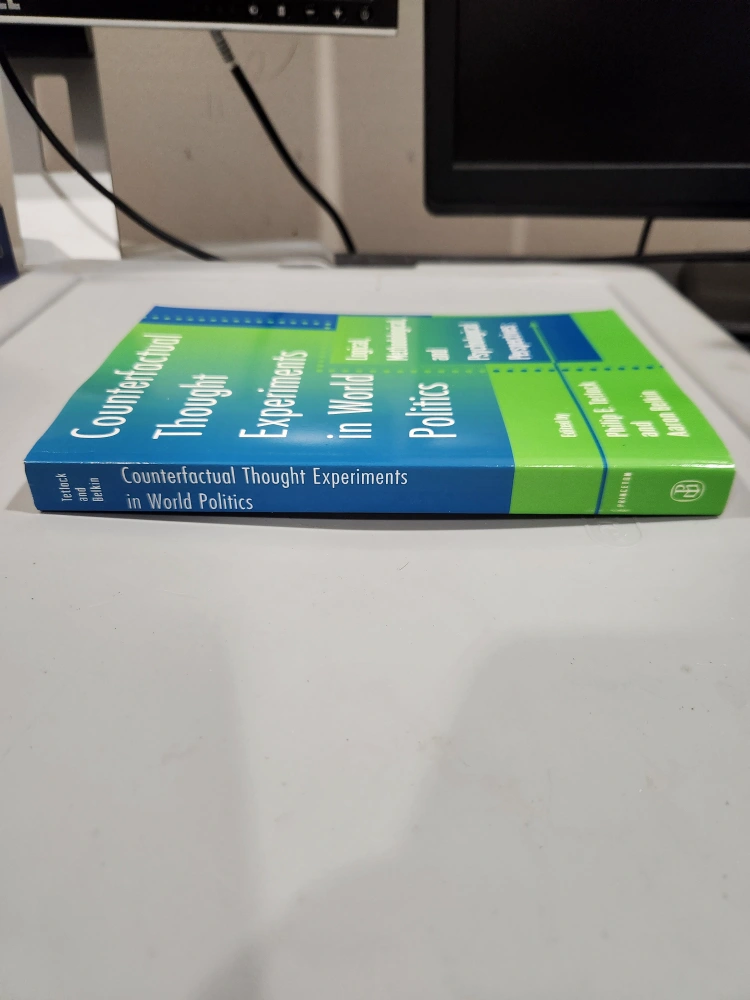 Counterfactual
Thought
Experiments
in World
Politics
Logical,
Methodological,
and
Psychological
Perspectives
Edited by
Philip E. Tetlock
and
Aaron Belkin
Tetlock
and
Belkin
Counterfactual Thought Experiments
in World Politics
PRINCETON